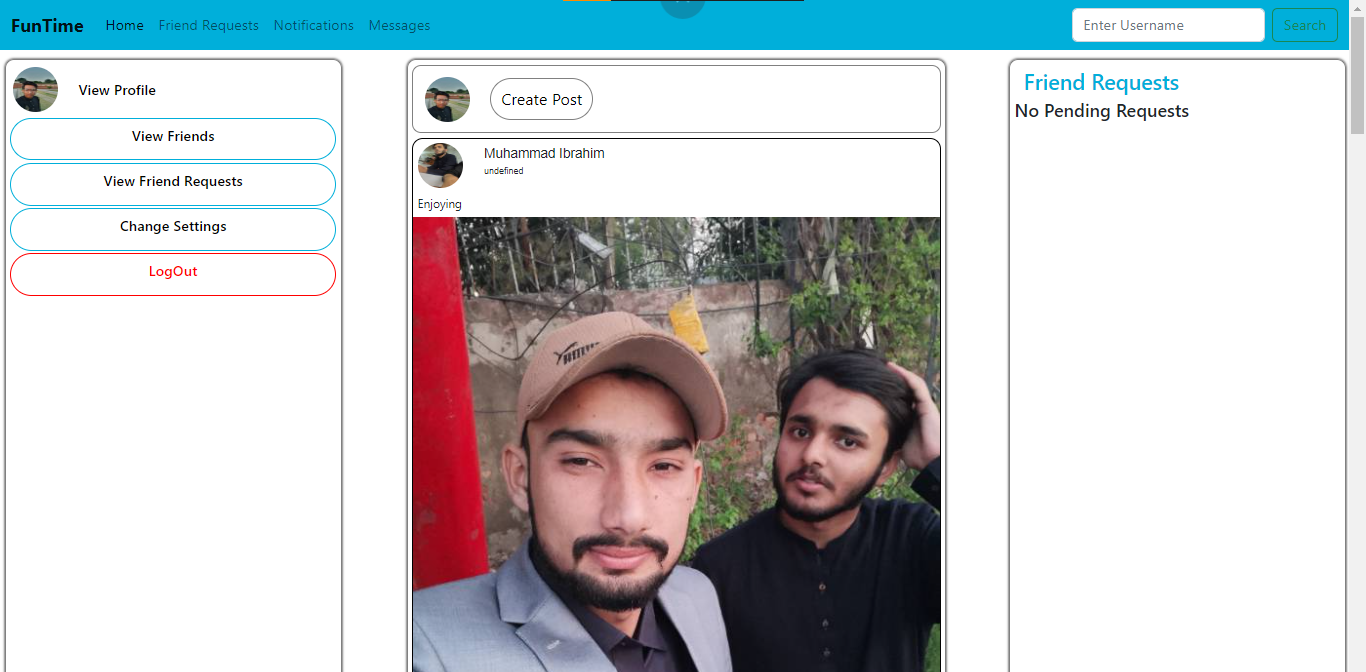 FunTime Home Friend Requests Notifications Messages Enter Username Search
View Profile
View Friends
View Friend Requests
Change Settings
LogOut
Create Post
Muhammad Ibrahim
undefined
Enjoying
Friend Requests
No Pending Requests